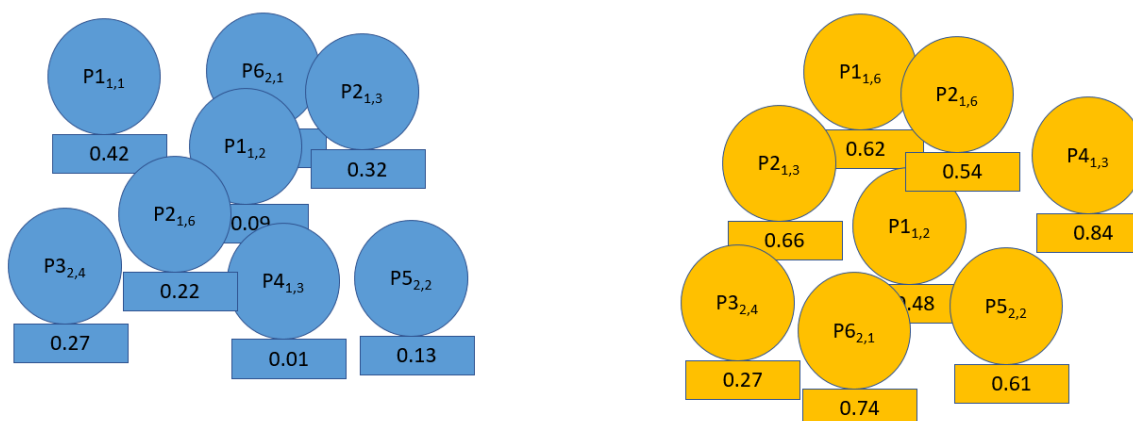 P1₁,₁
0.42
P6₂,₁
P2₁,₃
0.32
P1₁,₂
0.09
P2₁,₆
0.22
P3₂,₄
0.27
P4₁,₃
0.01
P5₂,₂
0.13
P1₁,₆
0.62
P2₁,₆
0.54
P4₁,₃
0.84
P2₁,₃
0.66
P1₁,₂
0.48
P3₂,₄
0.27
P6₂,₁
0.74
P5₂,₂
0.61